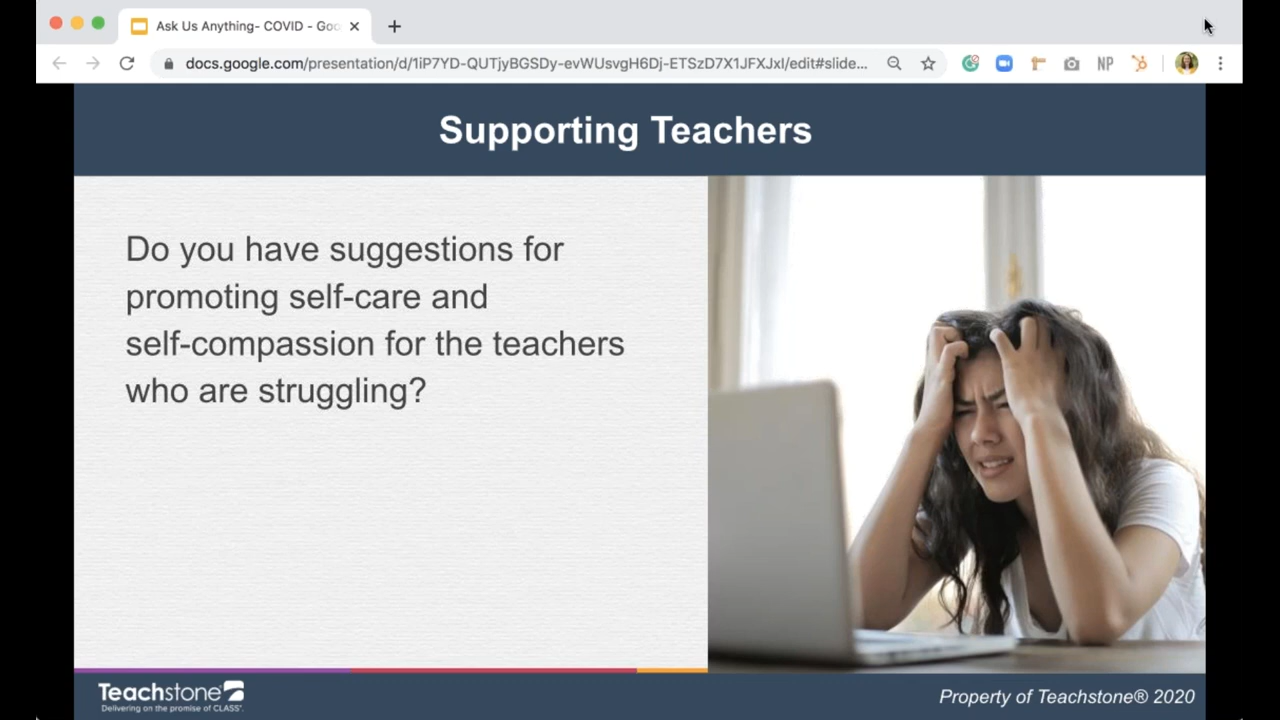 Ask Us Anything- COVID - Goo
docs.google.com/presentation/d/1iP7YD-QUTjyBGSDy-evWUsvgH6Dj-ETSzD7X1JFXJxI/edit#slide...
NP
Supporting Teachers
Do you have suggestions for
promoting self-care and
self-compassion for the teachers
who are struggling?
Teachstone®
Delivering on the promise of CLASS®.
Property of Teachstone® 2020